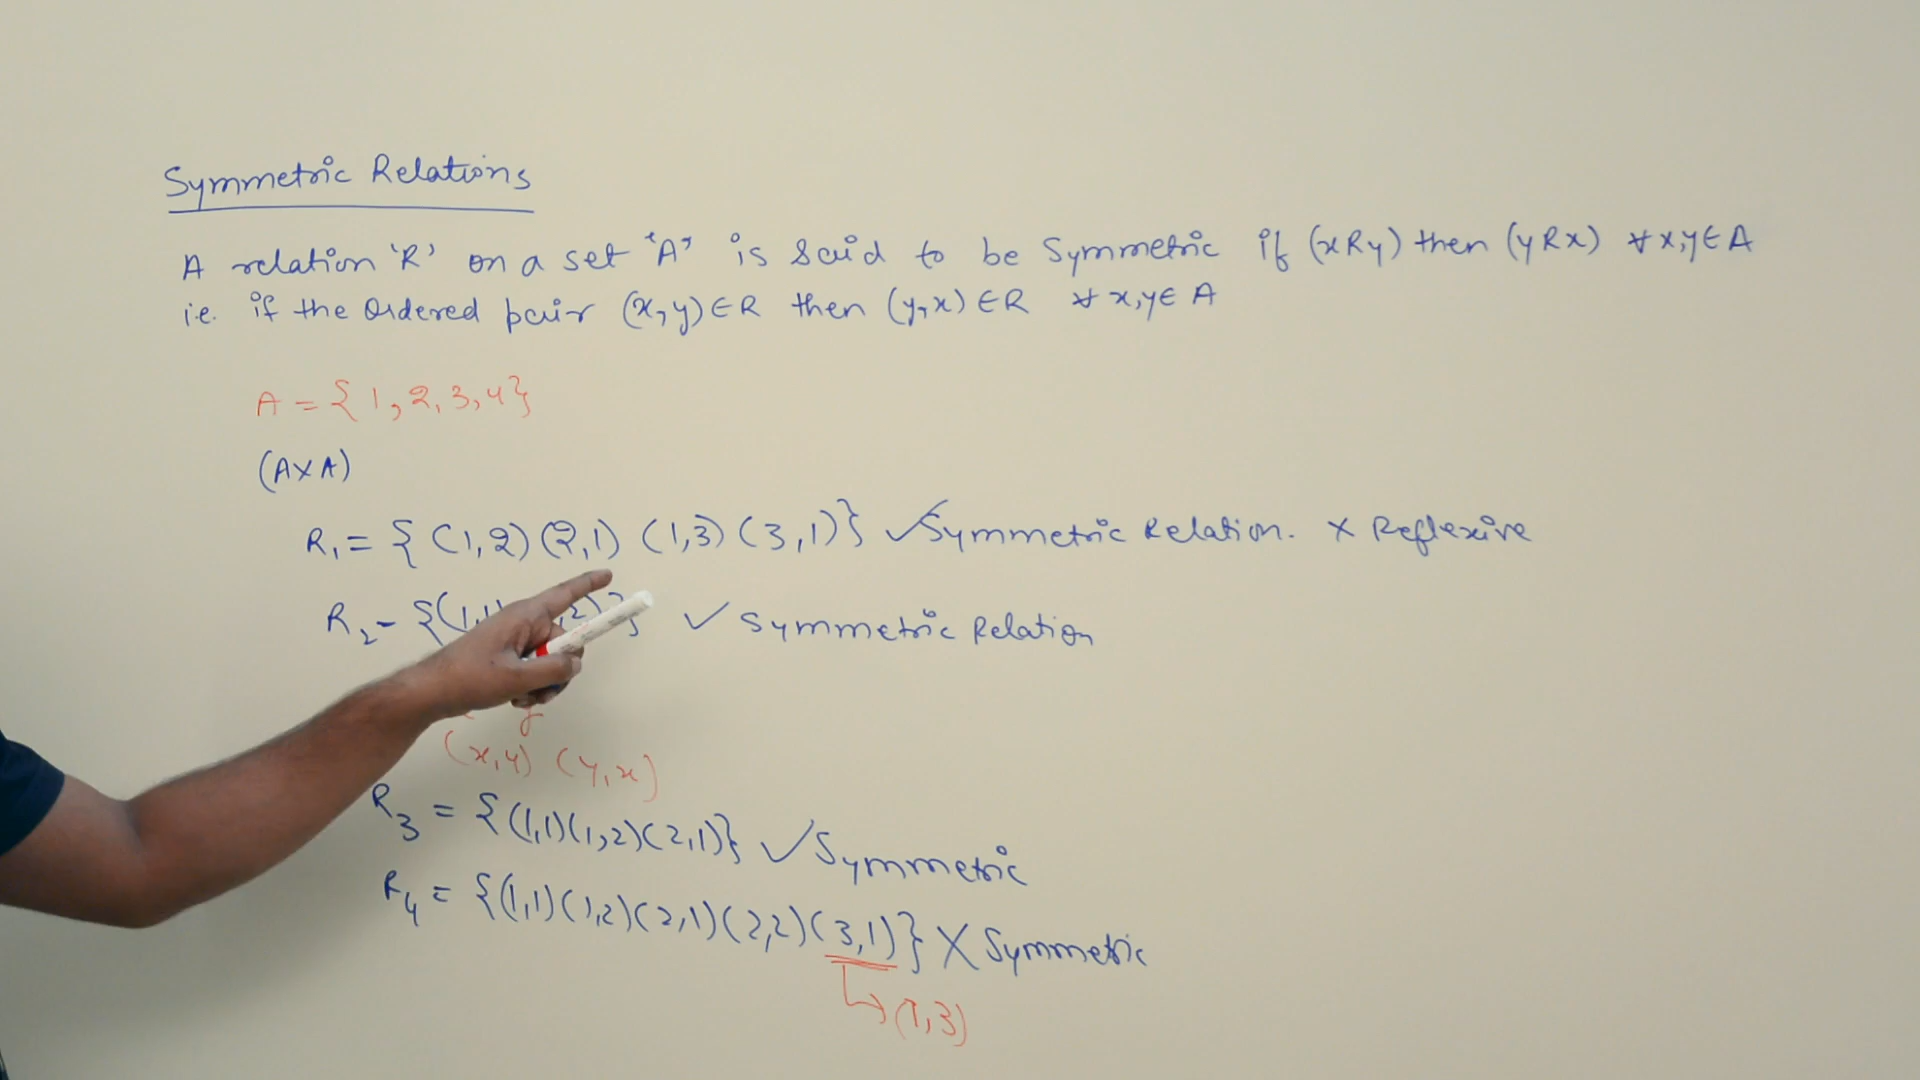 Symmetric Relations
A relation 'R' on a set 'A' is said to be Symmetric if (xRy) then (yRx) ∀ x,y ∈ A
i.e. if the Ordered pair (x,y) ∈ R then (y,x) ∈ R ∀ x,y ∈ A
A = {1,2,3,4}
(A×A)
R₁ = {(1,2)(2,1)(1,3)(3,1)} ✓ Symmetric Relation. × Reflexive
R₂ = {(1,1) ,2)} ✓ Symmetric Relation
y
(x,y) (y,x)
R₃ = {(1,1)(1,2)(2,1)} ✓ Symmetric
R₄ = {(1,1)(1,2)(2,1)(2,2)(3,1)} × Symmetric
↳(1,3)